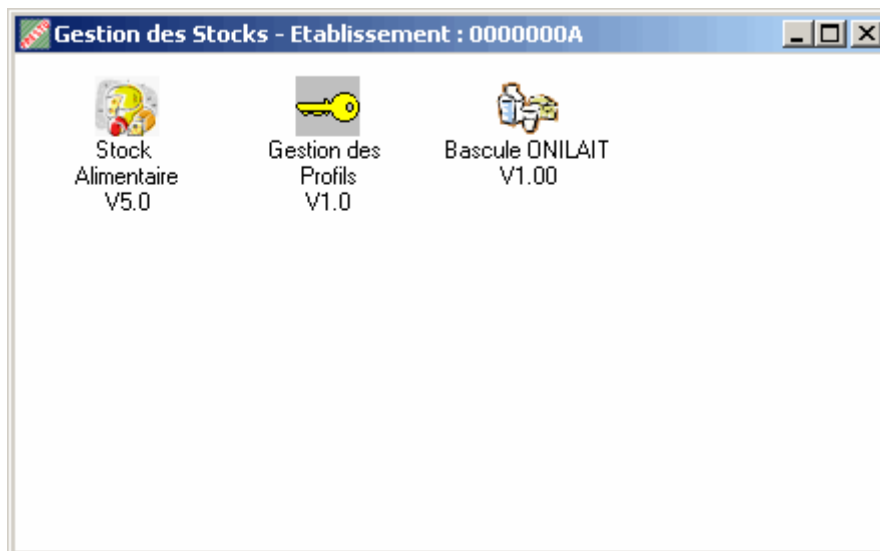 Gestion des Stocks - Etablissement : 0000000A
Stock
Alimentaire
V5.0
Gestion des
Profils
V1.0
Bascule ONILAIT
V1.00